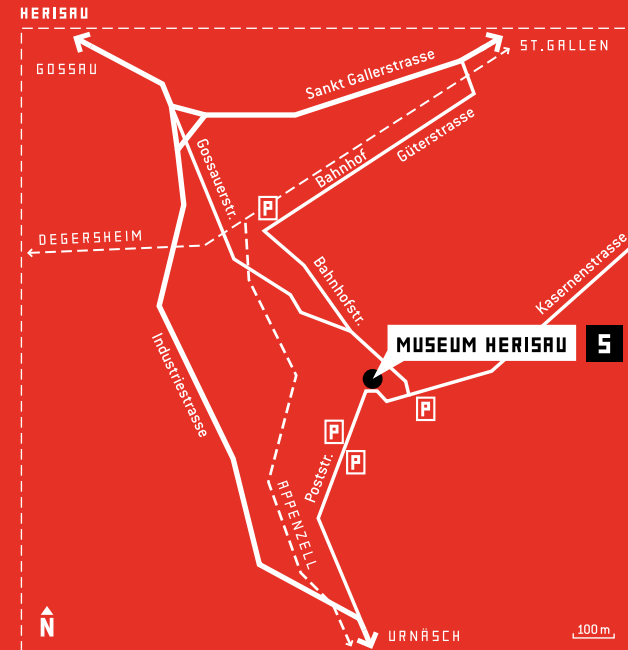 HERISAU
GOSSAU
ST.GALLEN
Sankt Gallerstrasse
Bahnhof
Güterstrasse
Gossauerstr.
P
DEGERSHEIM
Bahnhofstr.
Kasernenstrasse
MUSEUM HERISAU 5
Industriestrasse
P
P
P
Poststr.
APPENZELL
N
URNÄSCH
100 m